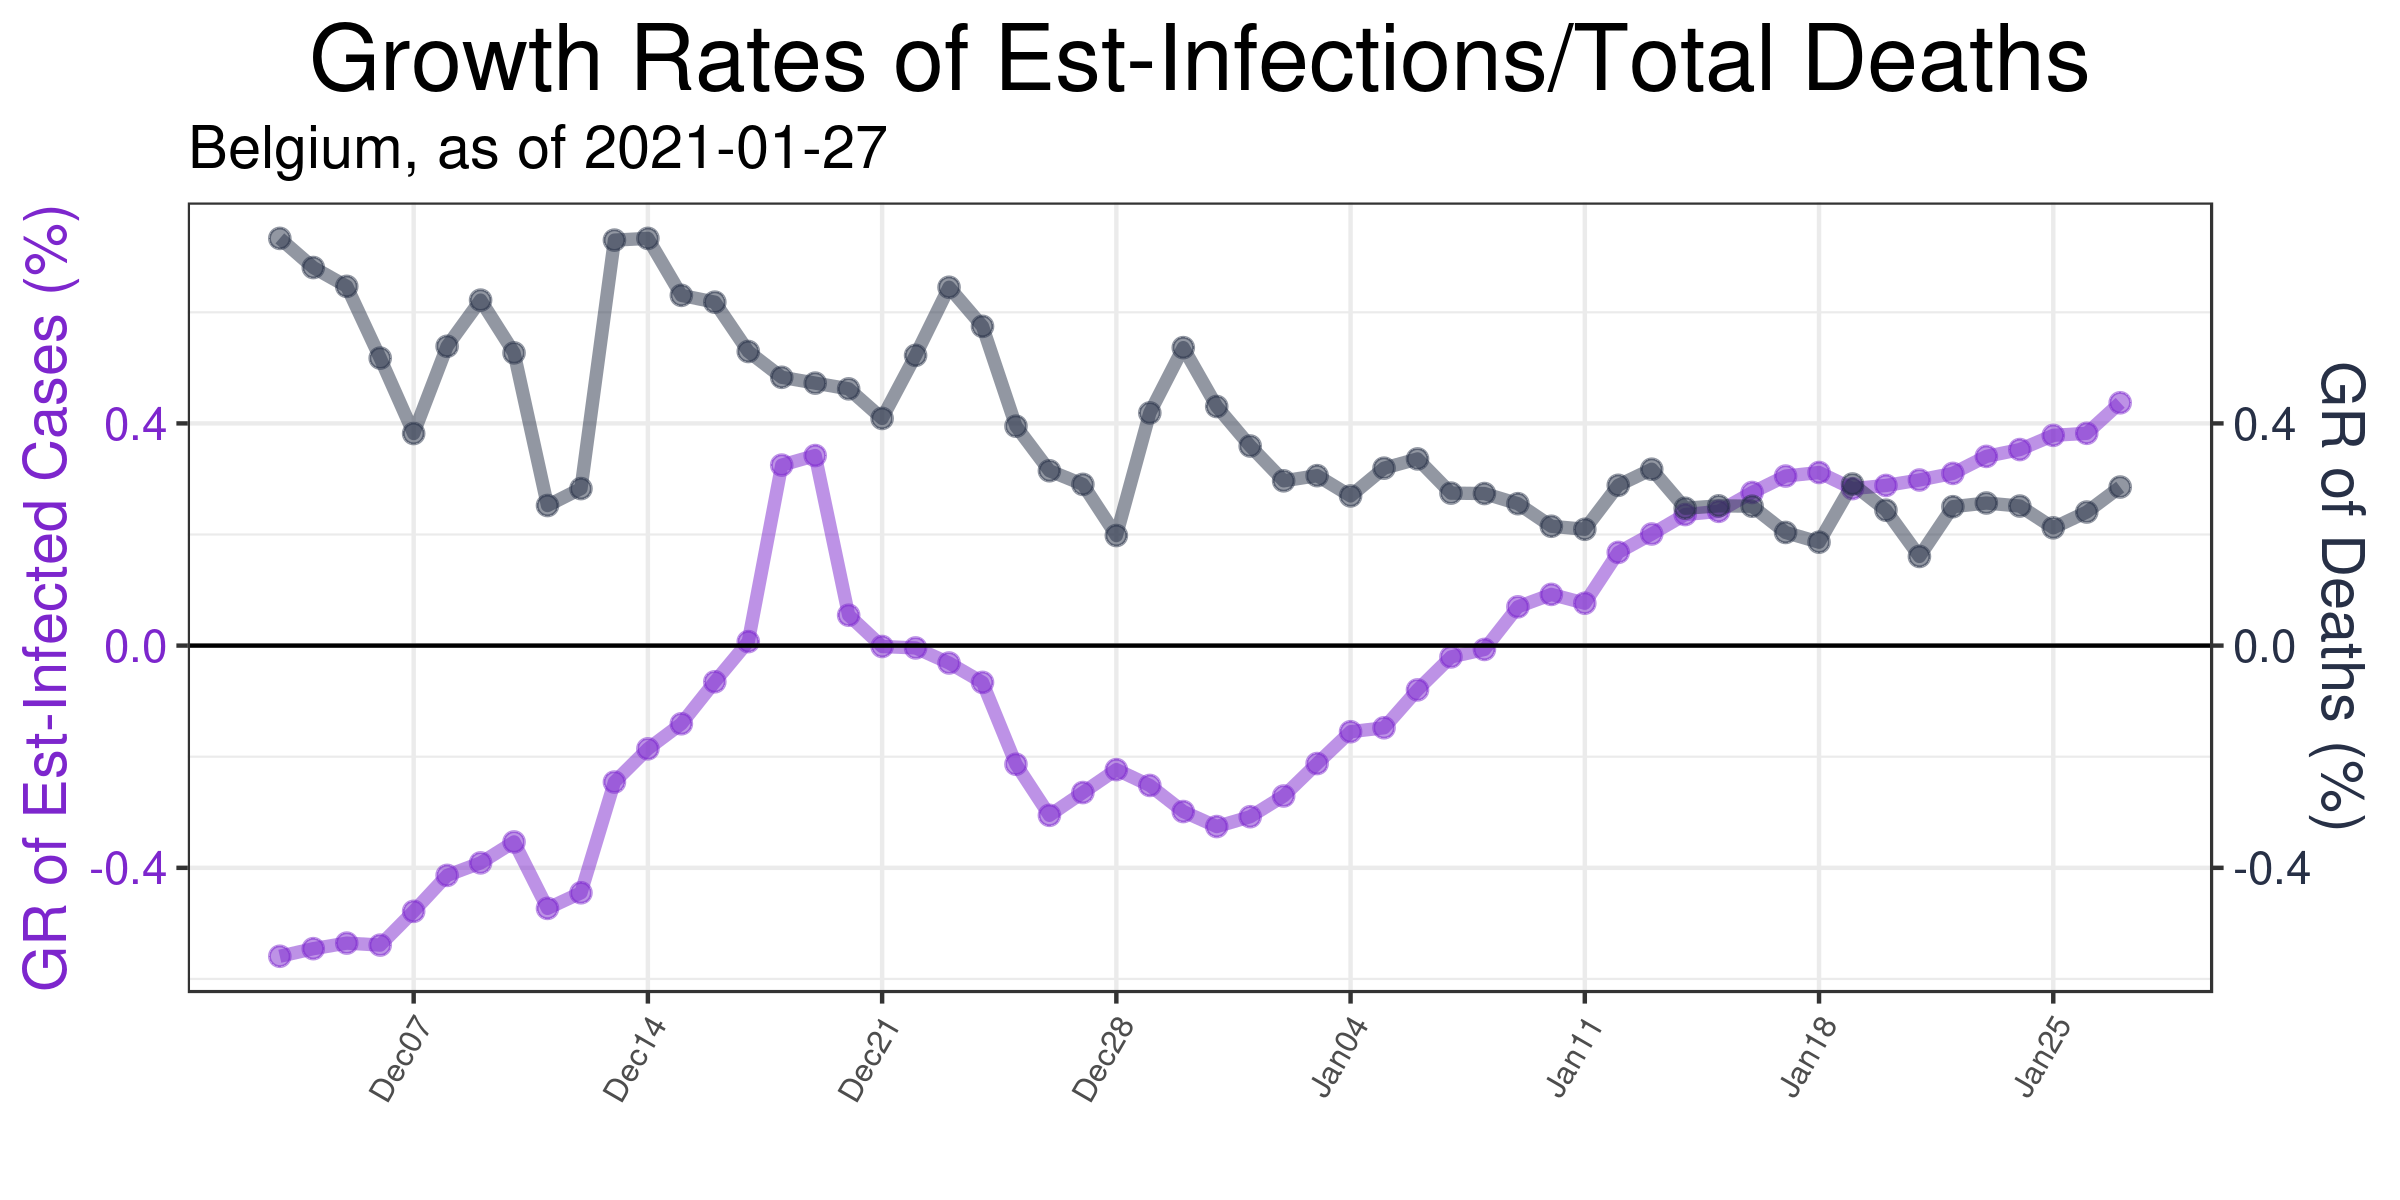 Growth Rates of Est-Infections/Total Deaths
Belgium, as of 2021-01-27
GR of Est-Infected Cases (%)
0.4
0.0
-0.4
GR of Deaths (%)
0.4
0.0
-0.4
Dec07
Dec14
Dec21
Dec28
Jan04
Jan11
Jan18
Jan25